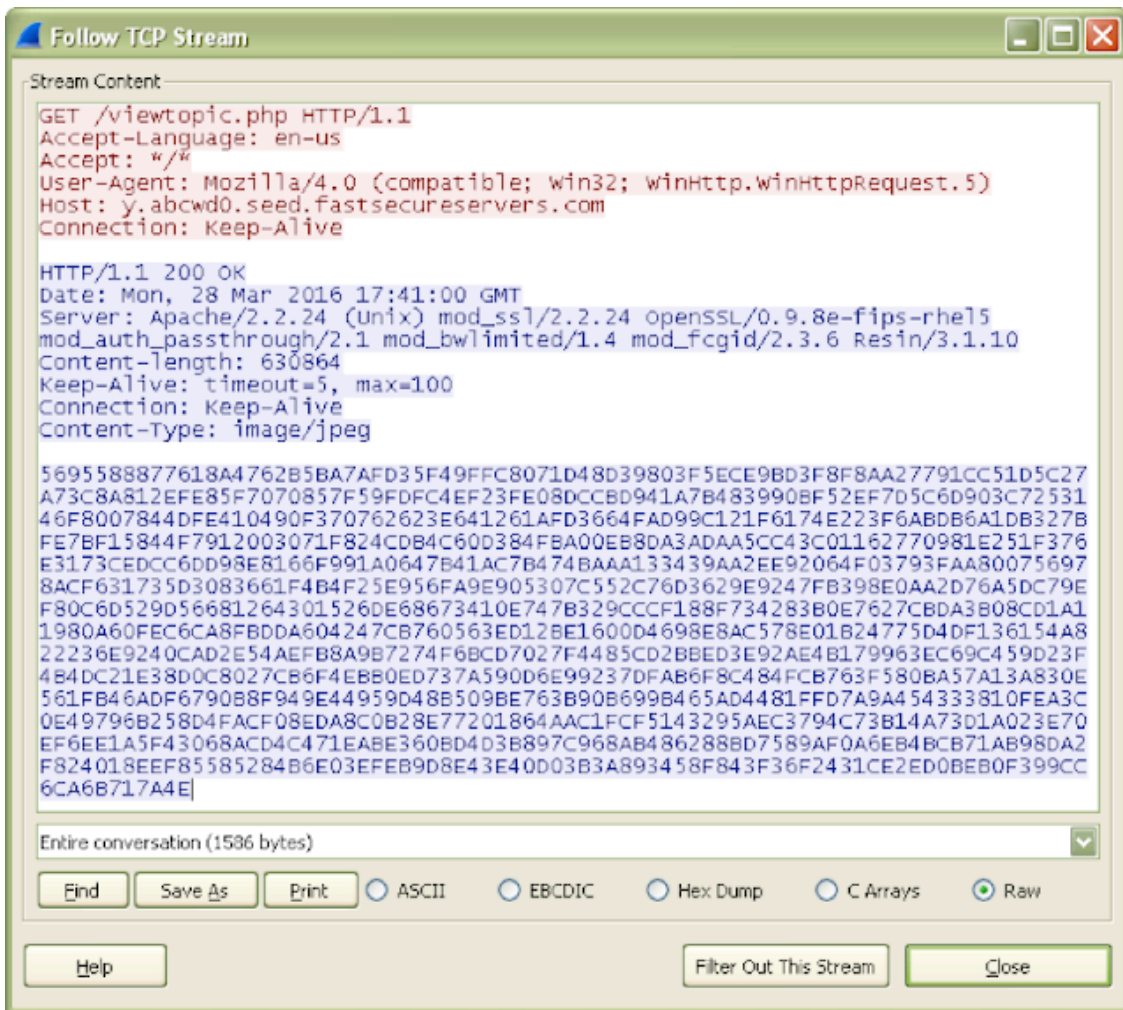 Follow TCP Stream
Stream Content
GET /viewtopic.php HTTP/1.1
Accept-Language: en-us
Accept: */*
User-Agent: Mozilla/4.0 (compatible; Win32; WinHttp.WinHttpRequest.5)
Host: y.abcwd0.seed.fastsecureservers.com
Connection: Keep-Alive
HTTP/1.1 200 OK
Date: Mon, 28 Mar 2016 17:41:00 GMT
Server: Apache/2.2.24 (Unix) mod_ssl/2.2.24 OpenSSL/0.9.8e-fips-rhel5
mod_auth_passthrough/2.1 mod_bwlimited/1.4 mod_fcgid/2.3.6 Resin/3.1.10
Content-length: 630864
Keep-Alive: timeout=5, max=100
Connection: Keep-Alive
Content-Type: image/jpeg
5695588877618A4762B5BA7AFD35F49FFC8071D48D39803F5ECE9BD3F8F8AA27791CC51D5C27
A73C8A812EFE85F7070857F59FDFC4EF23FE08DCCBD941A7B483990BF52EF7D5C6D903C72531
46F8007844DFE410490F370762623E641261AFD3664FAD99C121F6174E223F6ABDB6A1DB327B
FE7BF15844F7912003071F824CDB4C60D384FBA00EB8DA3ADAA5CC43C01162770981E251F376
E3173CEDCC6DD98E8166F991A0647B41AC7B474BAAA133439AA2EE92064F03793FAA80075697
8ACF631735D3083661F4B4F25E956FA9E905307C552C76D3629E9247FB398E0AA2D76A5DC79E
F80C6D529D56681264301526DE68673410E747B329CCCF188F734283B0E7627CBDA3B08CD1A1
1980A60FEC6CA8FBDDA604247CB760563ED12BE1600D4698E8AC578E01B24775D4DF136154A8
22236E9240CAD2E54AEFB8A9B7274F6BCD7027F4485CD2BBED3E92AE4B179963EC69C459D23F
4B4DC21E38D0C8027CB6F4EBB0ED737A590D6E99237DFAB6F8C484FCB763F580BA57A13A830E
561FB46ADF6790B8F949E44959D48B509BE763B90B699B465AD4481FFD7A9A454333810FEA3C
0E49796B258D4FACF08EDA8C0B28E77201864AAC1FCF5143295AEC3794C73B14A73D1A023E70
EF6EE1A5F43068ACD4C471EABE360BD4D3B897C968AB486288BD7589AF0A6EB4BCB71AB98DA2
F824018EEF85585284B6E03EFEB9D8E43E40D03B3A893458F843F36F2431CE2ED0BEB0F399CC
6CA6B717A4E
Entire conversation (1586 bytes)
Find Save As Print ASCII EBCDIC Hex Dump C Arrays Raw
Help Filter Out This Stream Close